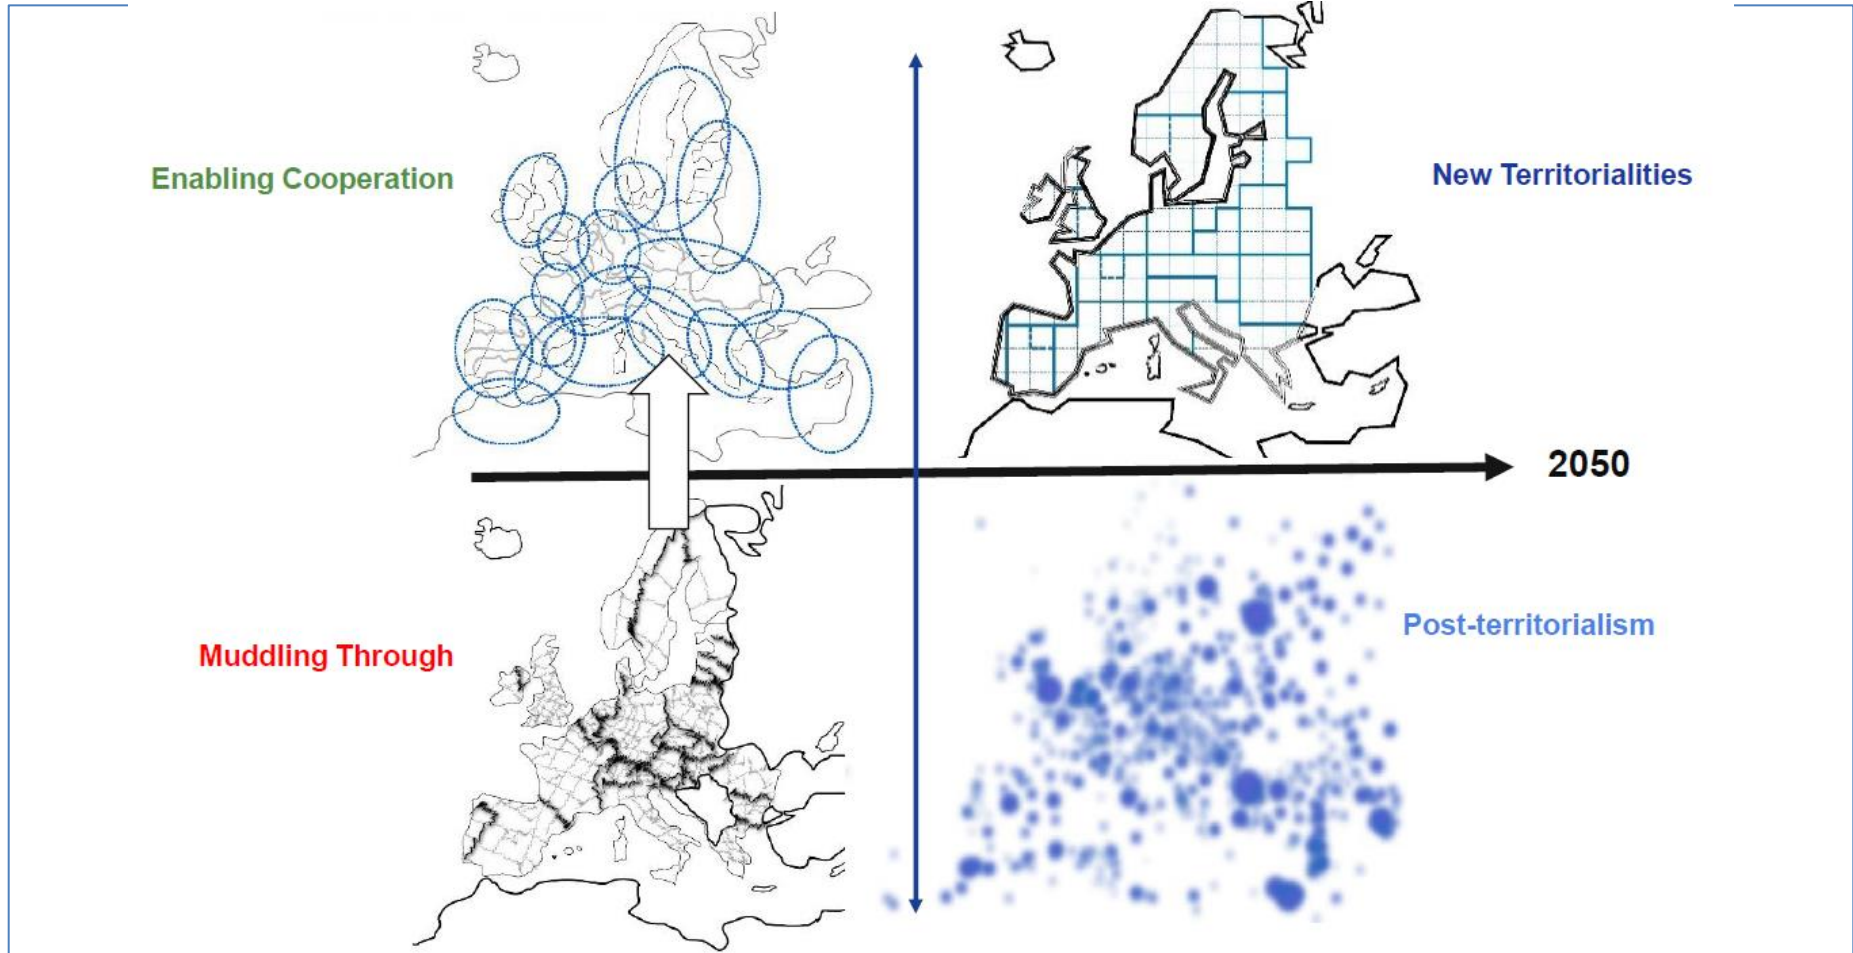 Enabling Cooperation
New Territorialities
2050
Muddling Through
Post-territorialism